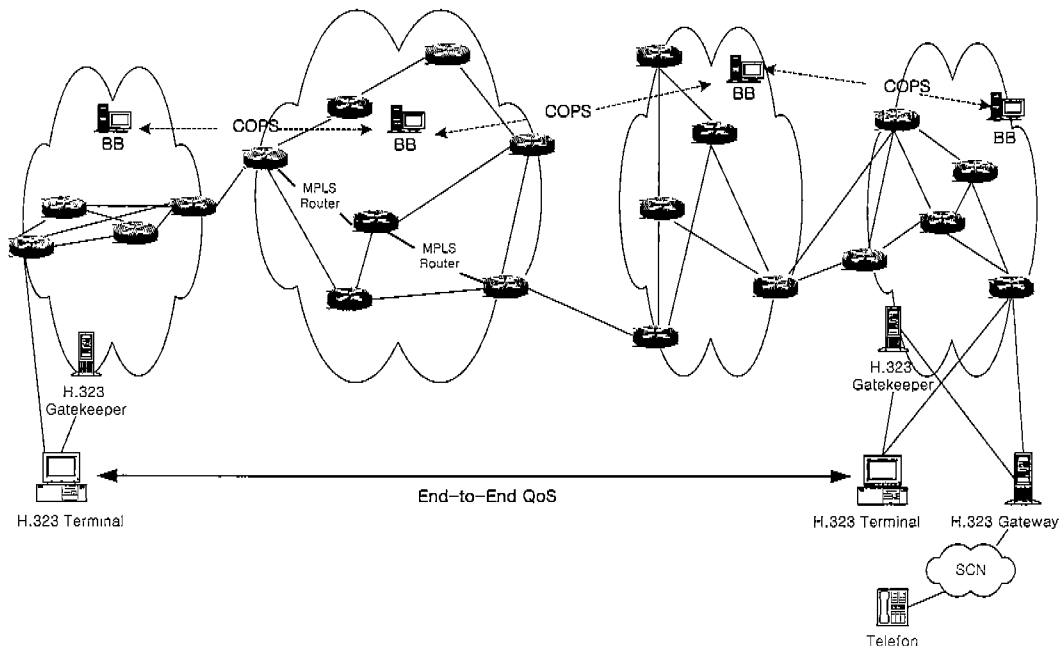 BB
COPS
BB
COPS
BB
COPS
BB
MPLS
Router
MPLS
Router
H.323
Gatekeeper
H.323
Gatekeeper
End-to-End QoS
H.323 Terminal
H.323 Terminal
H.323 Gateway
SCN
Telefon